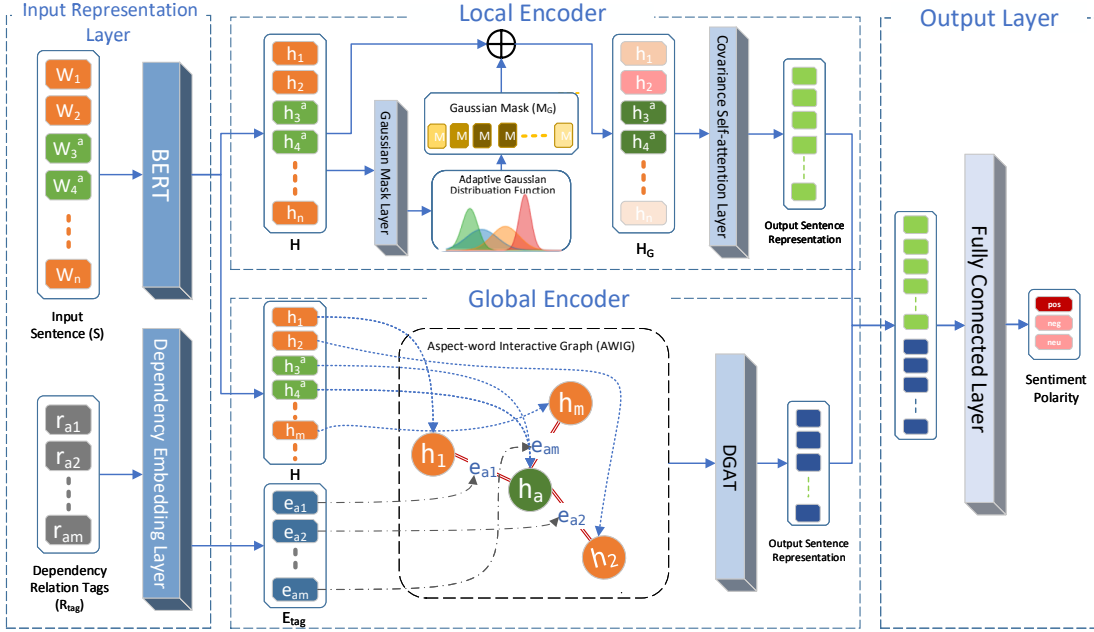 Input Representation
Layer
W1
W2
W3a
W4a
Wn
Input
Sentence (S)
BERT
ra1
ra2
ram
Dependency
Relation Tags
(Rtag)
Dependency Embedding Layer
Local Encoder
h1
h2
h3a
h4a
hn
H
Gaussian Mask Layer
Gaussian Mask (MG)
M
M
M
M
M
Adaptive Gaussian
Distribuation Function
h1
h2
h3a
h4a
hn
HG
Covariance Self-attention Layer
Output Sentence
Representation
Global Encoder
h1
h2
h3a
h4a
hm
H
ea1
ea2
eam
Etag
Aspect-word Interactive Graph (AWIG)
hm
h1
eam
ea1
ha
ea2
h2
DGAT
Output Sentence
Representation
Output Layer
Fully Connected Layer
pos
neg
neu
Sentiment
Polarity